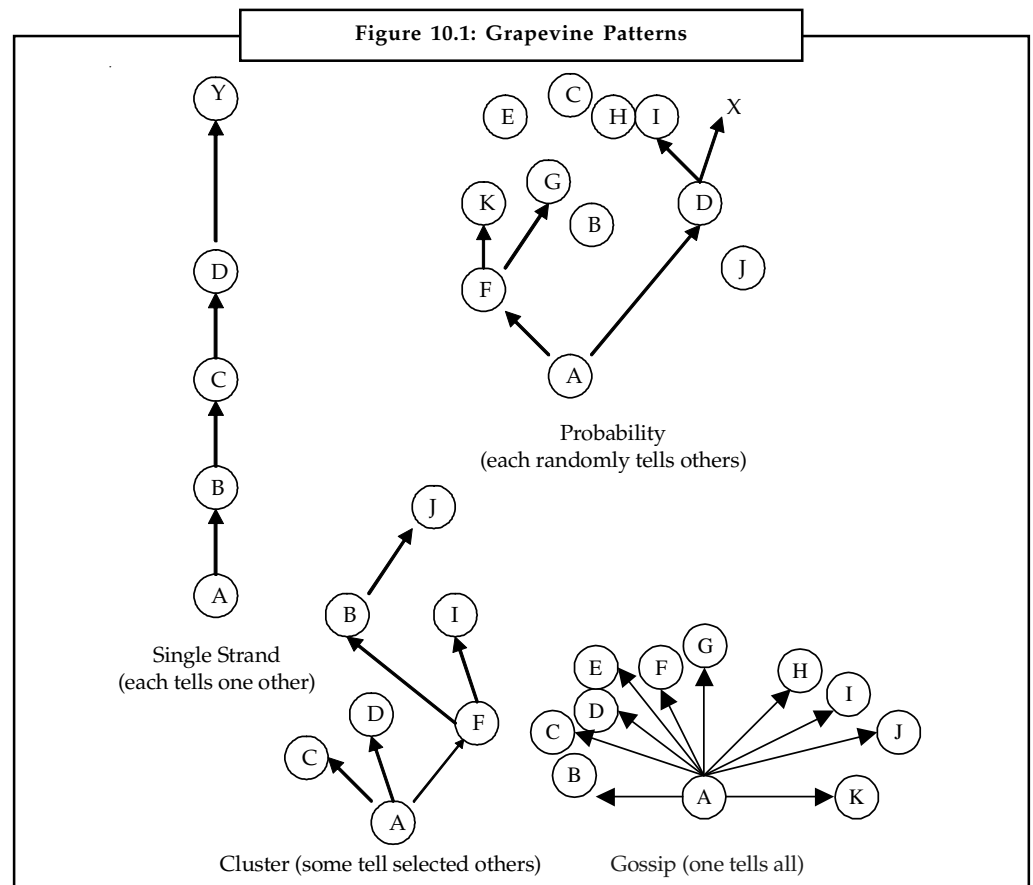 Figure 10.1: Grapevine Patterns
Y
D
C
B
A
Single Strand
(each tells one other)
E
C
H
I
X
K
G
B
D
J
F
A
Probability
(each randomly tells others)
J
B
I
D
F
C
A
Cluster (some tell selected others)
G
E
F
H
I
D
C
J
B
A
K
Gossip (one tells all)